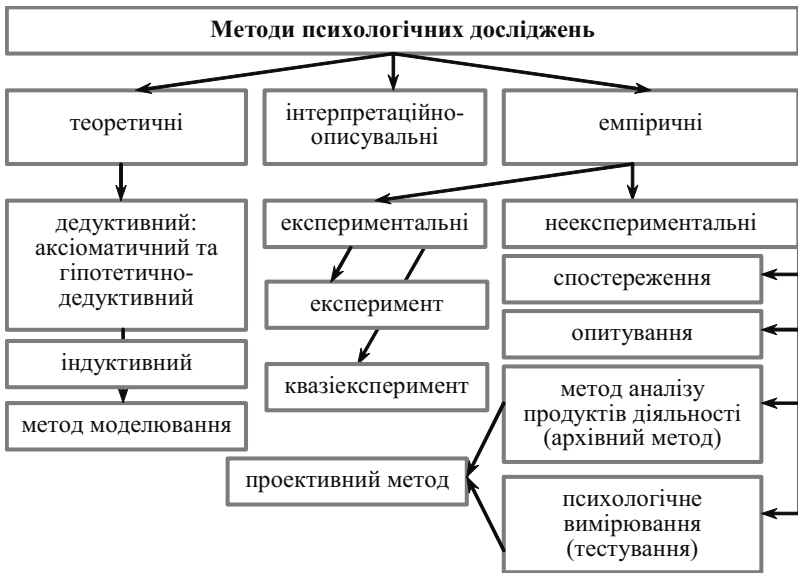 Методи психологічних досліджень
теоретичні
інтерпретаційно-
описувальні
емпіричні
дедуктивний:
аксіоматичний та
гіпотетично-
дедуктивний
індуктивний
метод моделювання
експериментальні
експеримент
квазіексперимент
неекспериментальні
спостереження
опитування
метод аналізу
продуктів діяльності
(архівний метод)
проективний метод
психологічне
вимірювання
(тестування)